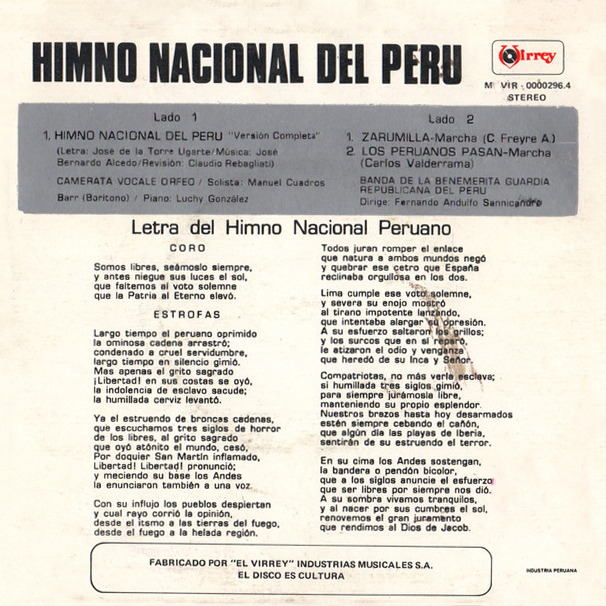 HIMNO NACIONAL DEL PERU
Virrey
M VIR - 0000296.4
STEREO
Lado 1
1. HIMNO NACIONAL DEL PERU "Versión Completa"
(Letra: José de la Torre Ugarte/Música: José
Bernardo Alcedo/Revisión: Claudio Rebagliati)
CAMERATA VOCALE ORFEO / Solista: Manuel Cuadros
Barr (Barítono) / Piano: Luchy González
Lado 2
1. ZARUMILLA-Marcha (C. Freyre A.)
2. LOS PERUANOS PASAN-Marcha
(Carlos Valderrama)
BANDA DE LA BENEMERITA GUARDIA
REPUBLICANA DEL PERU
Dirige: Fernando Andulfo Sannicandro
Letra del Himno Nacional Peruano
CORO
Somos libres, seámoslo siempre,
y antes niegue sus luces el sol,
que faltemos al voto solemne
que la Patria al Eterno elevó.
ESTROFAS
Largo tiempo el peruano oprimido
la ominosa cadena arrastró;
condenado a cruel servidumbre,
largo tiempo en silencio gimió.
Mas apenas el grito sagrado
¡Libertad! en sus costas se oyó,
la indolencia de esclavo sacude;
la humillada cerviz levantó.
Ya el estruendo de broncas cadenas,
que escuchamos tres siglos de horror
de los libres, al grito sagrado
que oyó atónito el mundo, cesó,
Por doquier San Martín inflamado,
Libertad! Libertad! pronunció;
y meciendo su base los Andes
la enunciaron también a una voz.
Con su influjo los pueblos despiertan
y cual rayo corrió la opinión,
desde el itsmo a las tierras del fuego,
desde el fuego a la helada región.
Todos juran romper el enlace
que natura a ambos mundos negó
y quebrar ese cetro que España
reclinaba orgullosa en los dos.
Lima cumple ese voto solemne,
y severa su enojo mostró
al tirano impotente lanzando,
que intentaba alargar su opresión.
A su esfuerzo saltaron los grillos;
y los surcos que en sí reparó,
le atizaron el odio y venganza
que heredó de su Inca y Señor.
Compatriotas, no más verla esclava;
si humillada tres siglos gimió,
para siempre jurámosla libre,
manteniendo su propio esplendor.
Nuestros brazos hasta hoy desarmados
estén siempre cebando el cañón,
que algún día las playas de Iberia,
sentirán de su estruendo el terror.
En su cima los Andes sostengan,
la bandera o pendón bicolor,
que a los siglos anuncie el esfuerzo
que ser libres por siempre nos dió.
A su sombra vivamos tranquilos,
y al nacer por sus cumbres el sol,
renovemos el gran juramento
que rendimos al Dios de Jacob.
FABRICADO POR "EL VIRREY" INDUSTRIAS MUSICALES S.A.
EL DISCO ES CULTURA
INDUSTRIA PERUANA